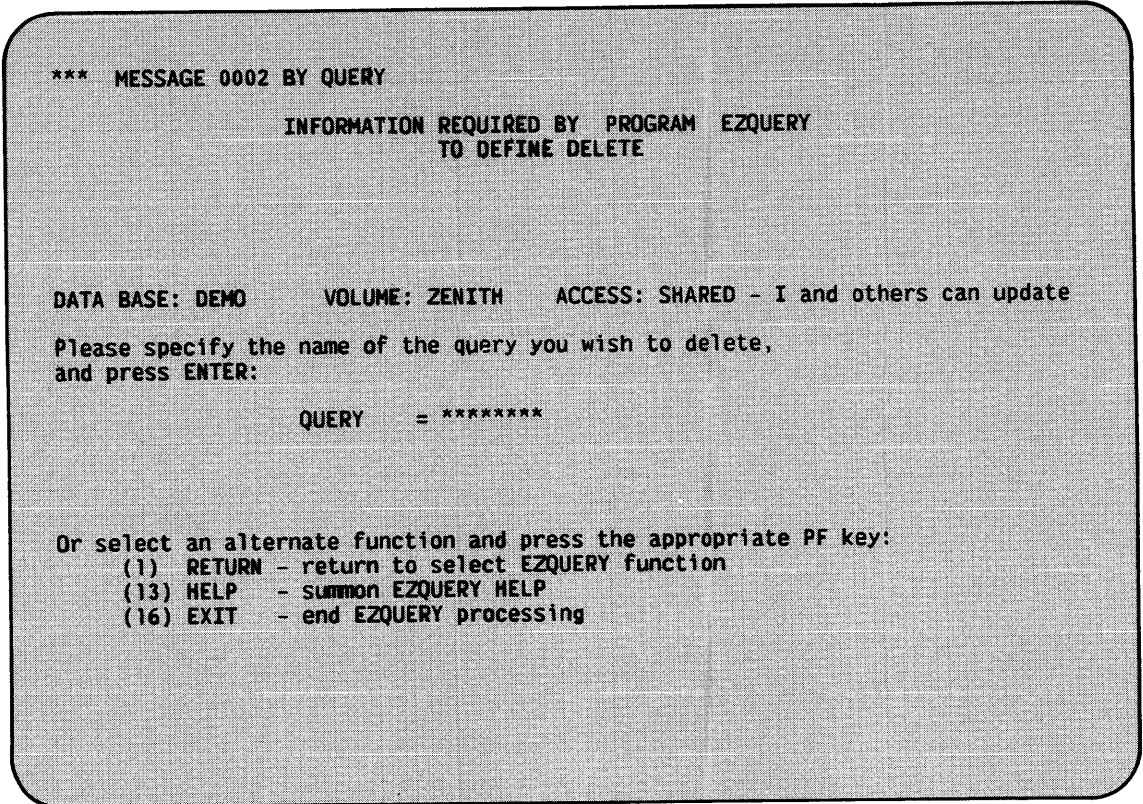 *** MESSAGE 0002 BY QUERY
INFORMATION REQUIRED BY PROGRAM EZQUERY
TO DEFINE DELETE
DATA BASE: DEMO VOLUME: ZENITH ACCESS: SHARED - I and others can update
Please specify the name of the query you wish to delete,
and press ENTER:
QUERY = ********
Or select an alternate function and press the appropriate PF key:
(1) RETURN - return to select EZQUERY function
(13) HELP - summon EZQUERY HELP
(16) EXIT - end EZQUERY processing